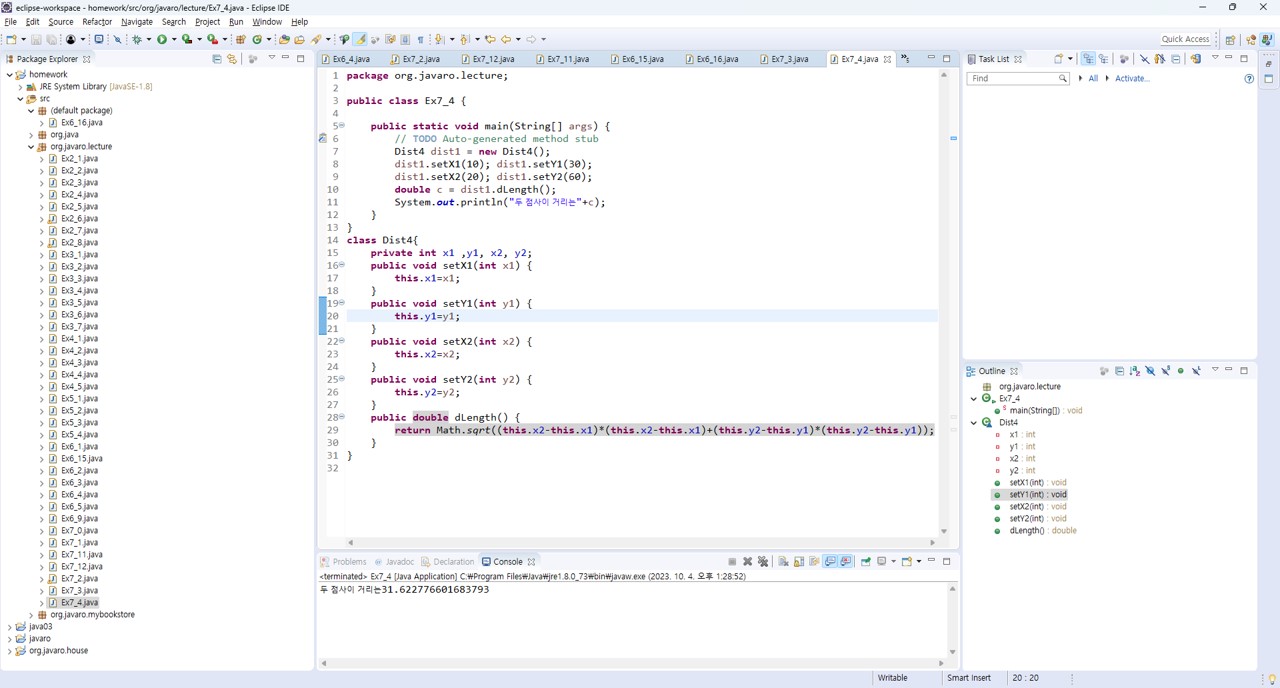 eclipse-workspace - homework/src/org/javaro/lecture/Ex7_4.java - Eclipse IDE
File Edit Source Refactor Navigate Search Project Run Window Help
Quick Access
Package Explorer
homework
JRE System Library [JavaSE-1.8]
src
(default package)
Ex6_16.java
org.java
org.javaro.lecture
Ex2_1.java
Ex2_2.java
Ex2_3.java
Ex2_4.java
Ex2_5.java
Ex2_6.java
Ex2_7.java
Ex2_8.java
Ex3_1.java
Ex3_2.java
Ex3_3.java
Ex3_4.java
Ex3_5.java
Ex3_6.java
Ex3_7.java
Ex4_1.java
Ex4_2.java
Ex4_3.java
Ex4_4.java
Ex4_5.java
Ex5_1.java
Ex5_2.java
Ex5_3.java
Ex5_4.java
Ex6_1.java
Ex6_15.java
Ex6_2.java
Ex6_3.java
Ex6_4.java
Ex6_5.java
Ex6_9.java
Ex7_0.java
Ex7_1.java
Ex7_11.java
Ex7_12.java
Ex7_2.java
Ex7_3.java
Ex7_4.java
org.javaro.mybookstore
java03
javaro
org.javaro.house
Ex6_4.java Ex7_2.java Ex7_12.java Ex7_11.java Ex6_15.java Ex6_16.java Ex7_3.java Ex7_4.java
1 package org.javaro.lecture;
2
3 public class Ex7_4 {
4
5 public static void main(String[] args) {
6 // TODO Auto-generated method stub
7 Dist4 dist1 = new Dist4();
8 dist1.setX1(10); dist1.setY1(30);
9 dist1.setX2(20); dist1.setY2(60);
10 double c = dist1.dLength();
11 System.out.println("두 점사이 거리는"+c);
12 }
13 }
14 class Dist4{
15 private int x1 ,y1, x2, y2;
16 public void setX1(int x1) {
17 this.x1=x1;
18 }
19 public void setY1(int y1) {
20 this.y1=y1;
21 }
22 public void setX2(int x2) {
23 this.x2=x2;
24 }
25 public void setY2(int y2) {
26 this.y2=y2;
27 }
28 public double dLength() {
29 return Math.sqrt((this.x2-this.x1)*(this.x2-this.x1)+(this.y2-this.y1)*(this.y2-this.y1));
30 }
31 }
32
Problems Javadoc Declaration Console
<terminated> Ex7_4 [Java Application] C:₩Program Files₩Java₩jre1.8.0_73₩bin₩javaw.exe (2023. 10. 4. 오후 1:28:52)
두 점사이 거리는31.622776601683793
Task List
Find All Activate...
Outline
org.javaro.lecture
Ex7_4
main(String[]) : void
Dist4
x1 : int
y1 : int
x2 : int
y2 : int
setX1(int) : void
setY1(int) : void
setX2(int) : void
setY2(int) : void
dLength() : double
Writable Smart Insert 20 : 20